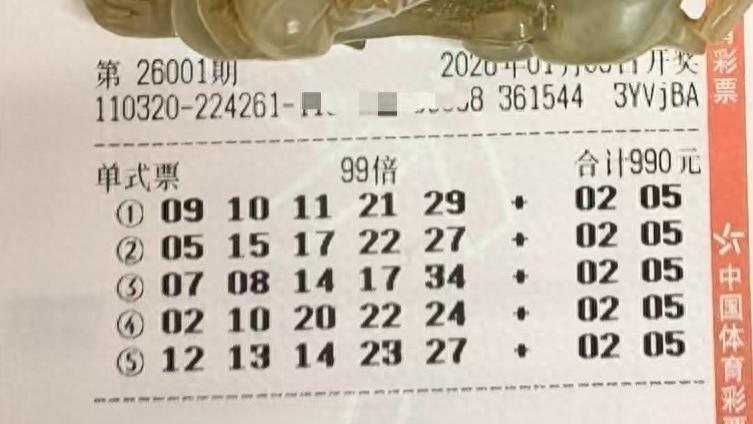 第 26001期 开奖
110320-224261- 8 361544 3YVjBA
单式票 99倍 合计990元
① 09 10 11 21 29 + 02 05
② 05 15 17 22 27 + 02 05
③ 07 08 14 17 34 + 02 05
④ 02 10 20 22 24 + 02 05
⑤ 12 13 14 23 27 + 02 05
彩票
中国体育彩